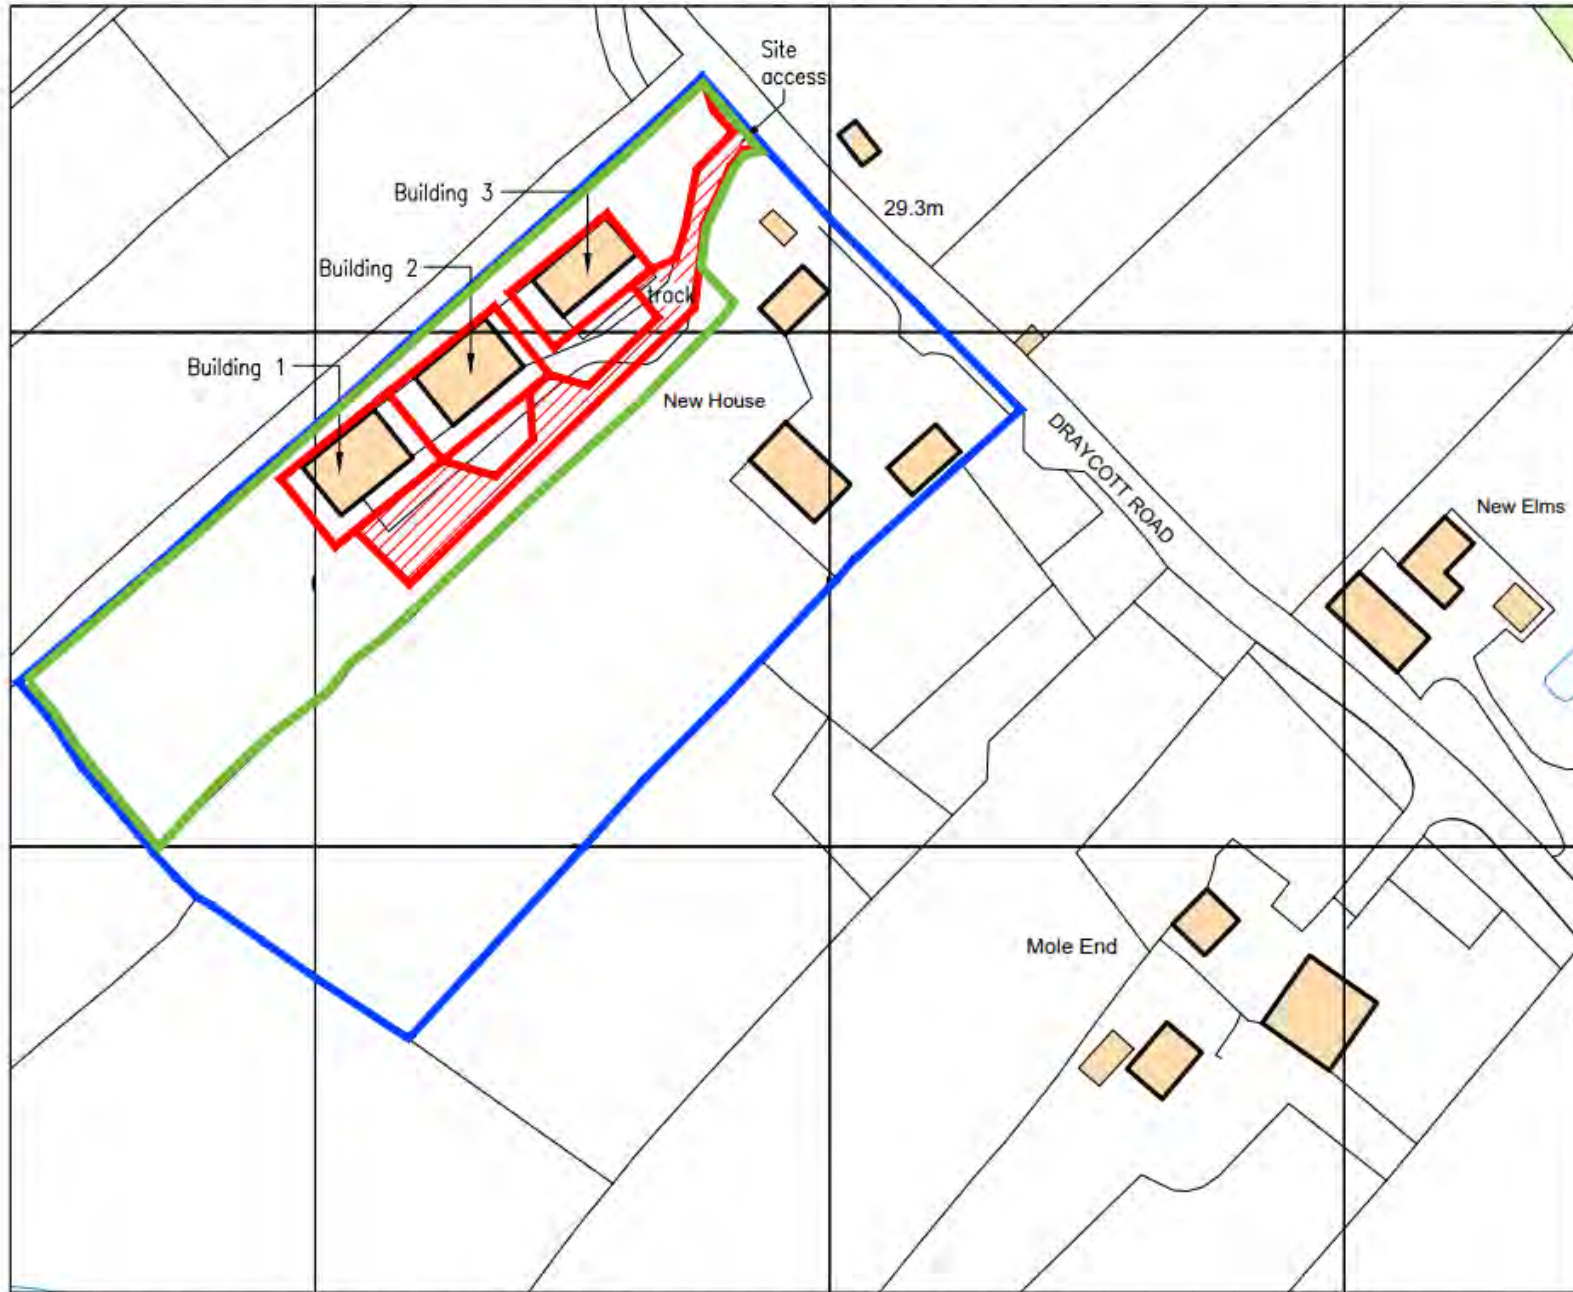 Site
access
Building 3
29.3m
Building 2
track
Building 1
New House
DRAYCOTT ROAD
New Elms
Mole End